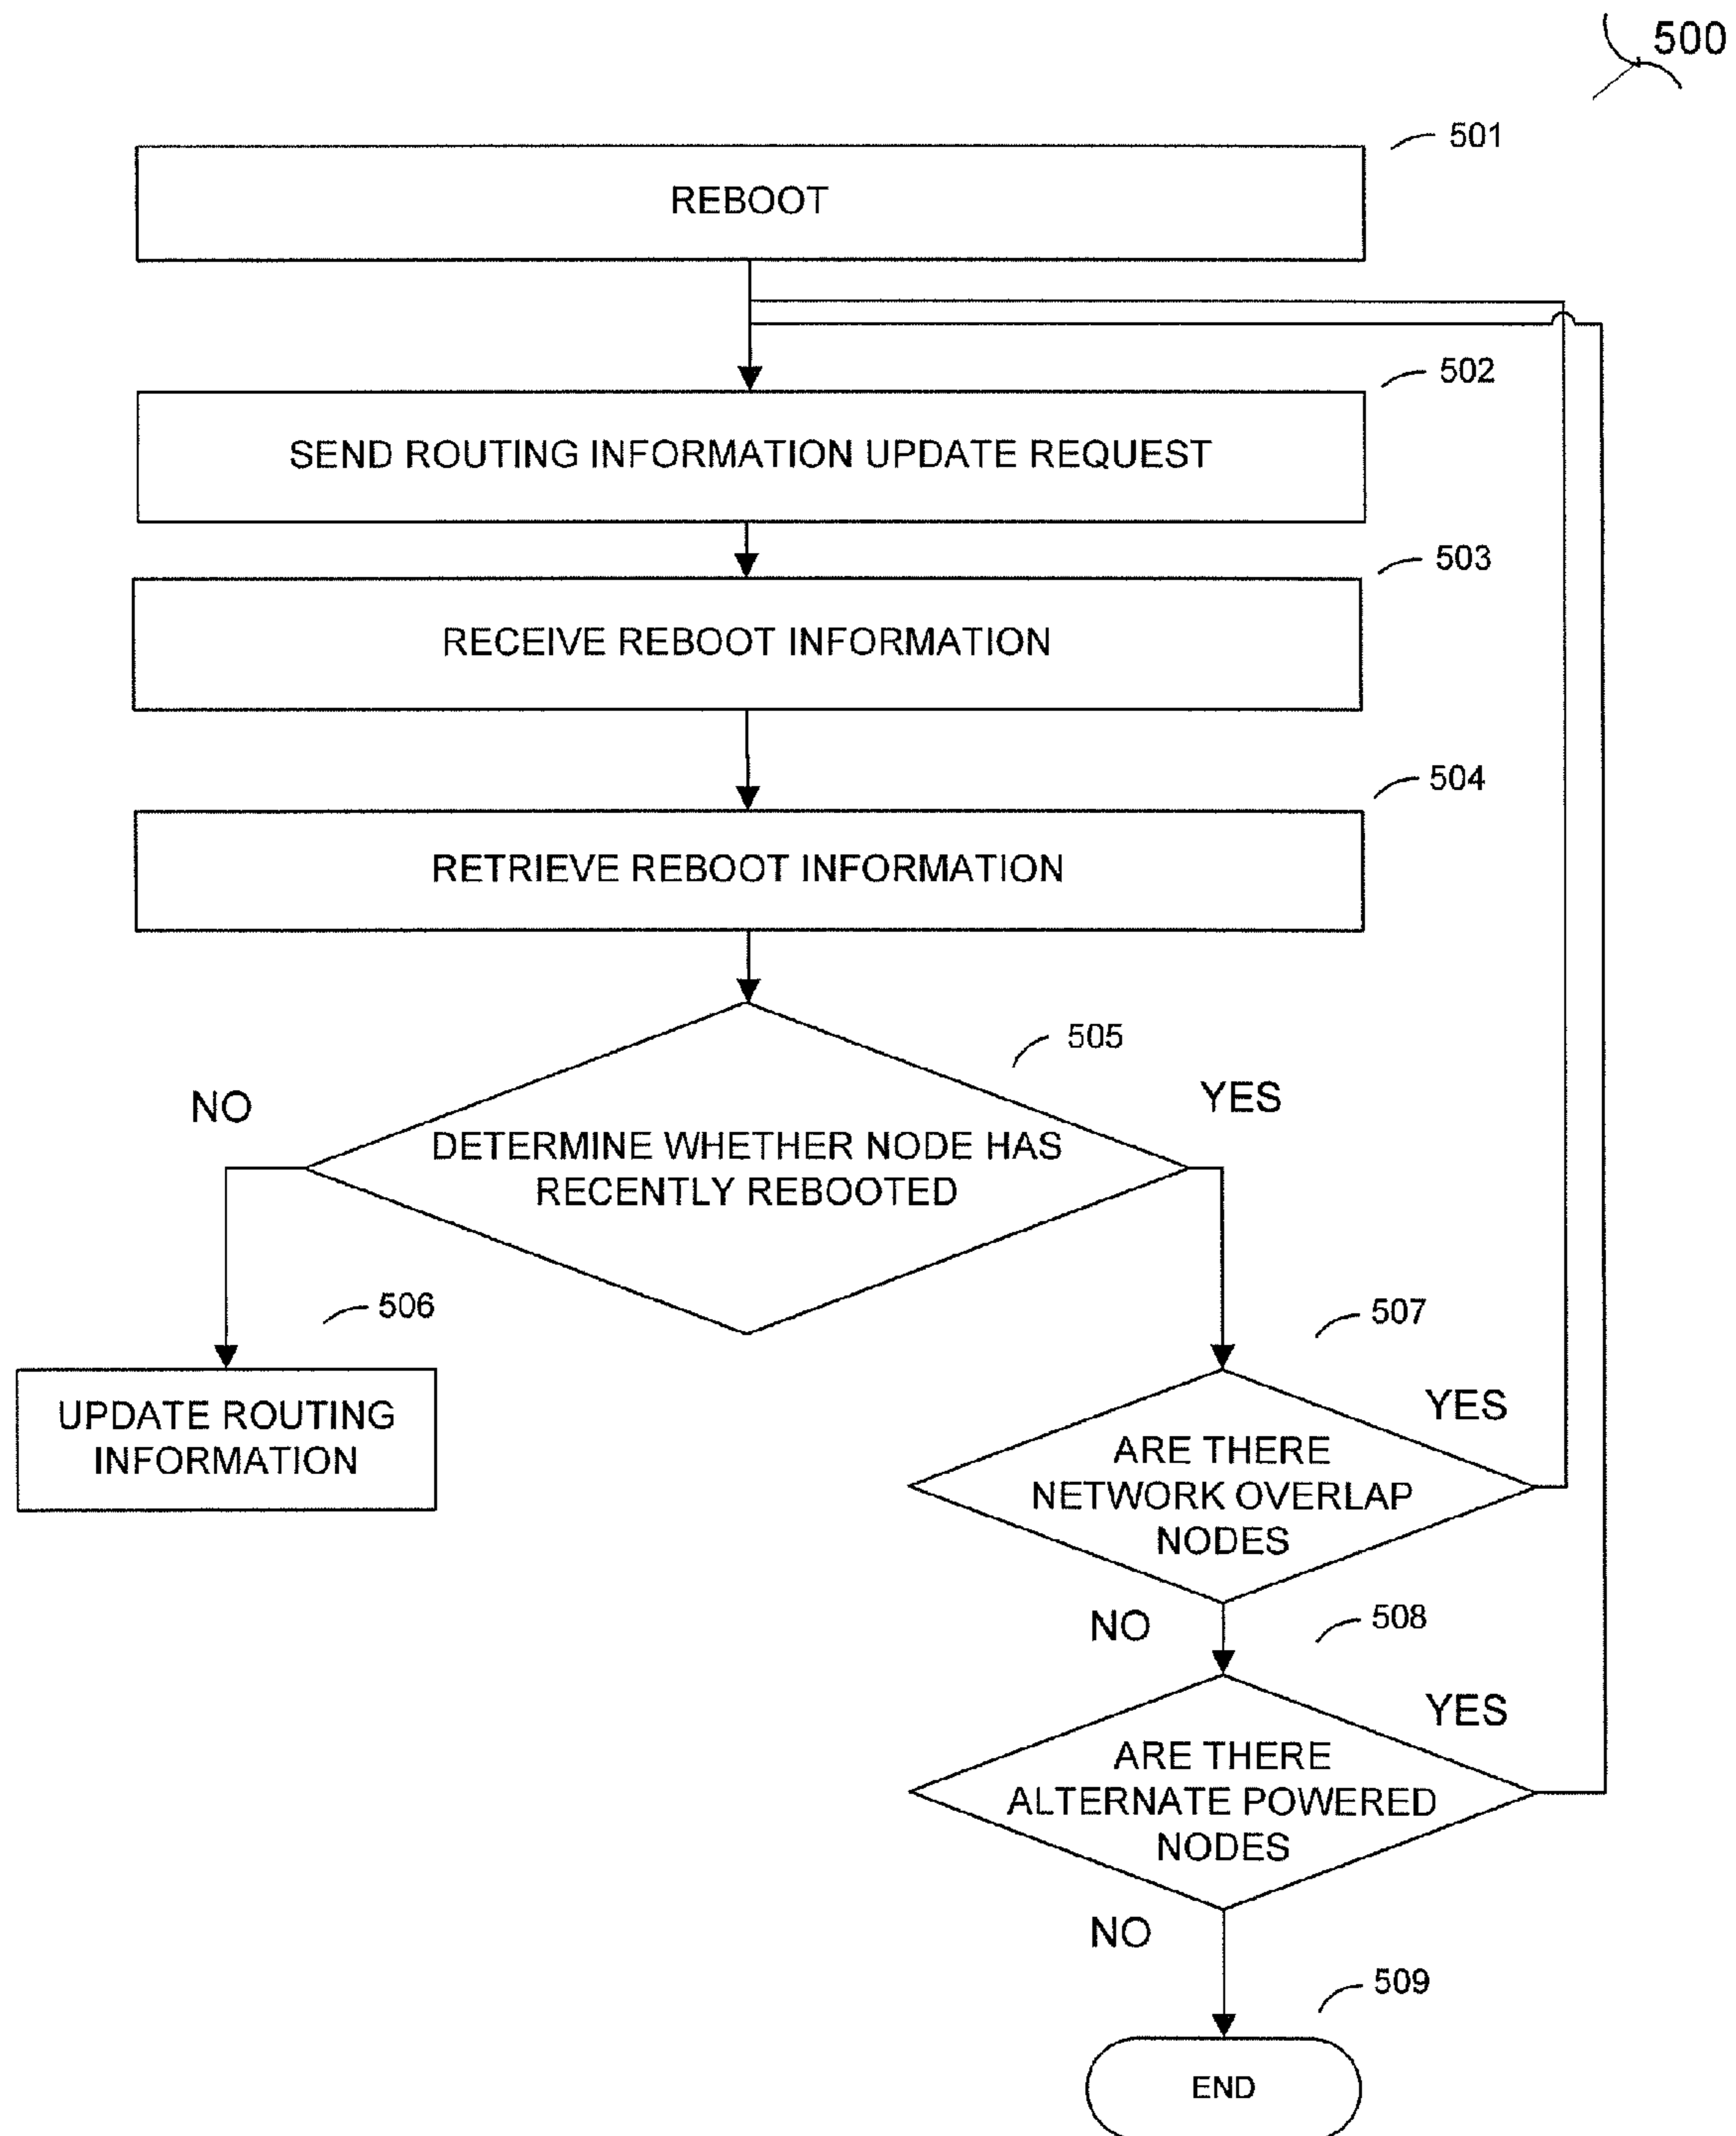 500
501
REBOOT
502
SEND ROUTING INFORMATION UPDATE REQUEST
503
RECEIVE REBOOT INFORMATION
504
RETRIEVE REBOOT INFORMATION
505
NO
YES
DETERMINE WHETHER NODE HAS
RECENTLY REBOOTED
506
UPDATE ROUTING
INFORMATION
507
YES
ARE THERE
NETWORK OVERLAP
NODES
NO
508
YES
ARE THERE
ALTERNATE POWERED
NODES
NO
509
END